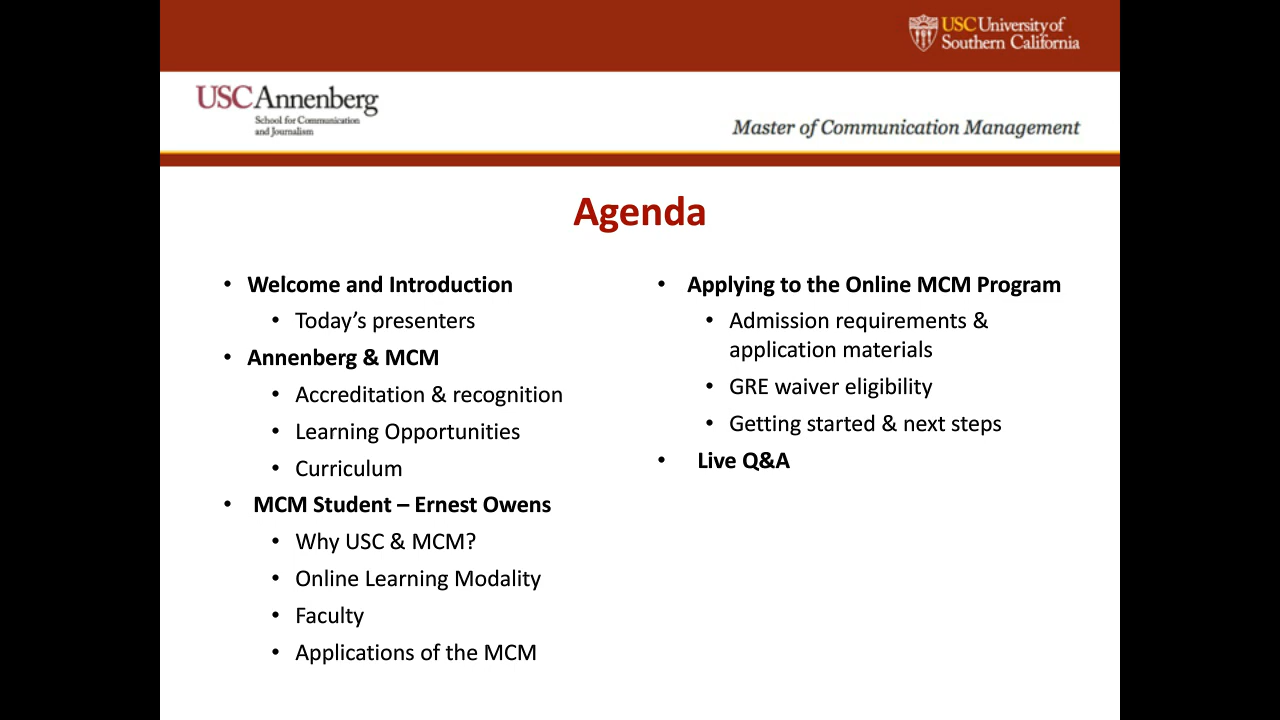 USC University of
Southern California
USC Annenberg
School for Communication
and Journalism
Master of Communication Management
Agenda
• Welcome and Introduction
• Today’s presenters
• Annenberg & MCM
• Accreditation & recognition
• Learning Opportunities
• Curriculum
• MCM Student – Ernest Owens
• Why USC & MCM?
• Online Learning Modality
• Faculty
• Applications of the MCM
• Applying to the Online MCM Program
• Admission requirements &
application materials
• GRE waiver eligibility
• Getting started & next steps
• Live Q&A